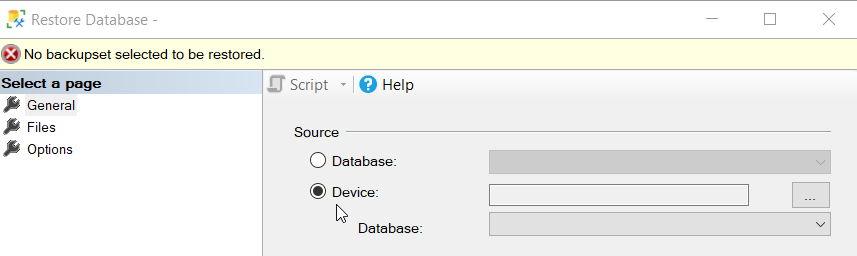 Restore Database -
No backupset selected to be restored.
Select a page
General
Files
Options
Script
Help
Source
Database:
Device:
...
Database: